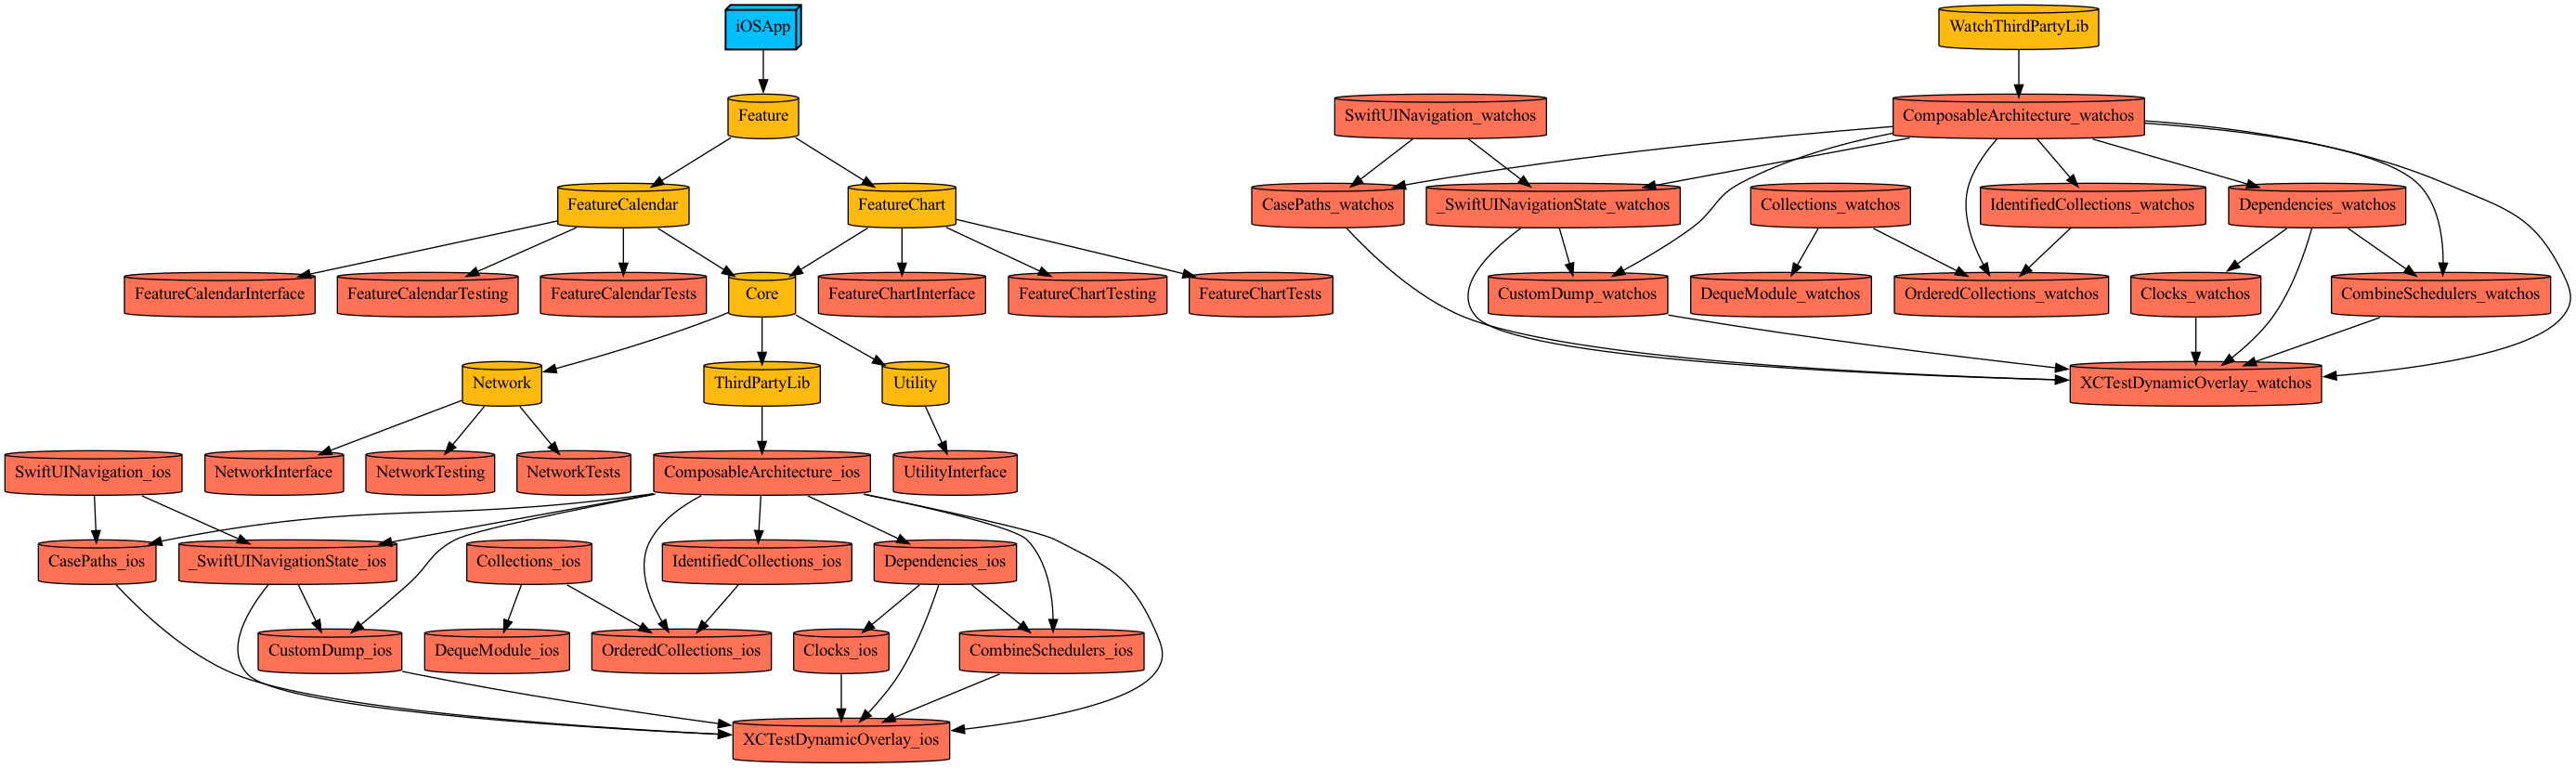 iOSApp
WatchThirdPartyLib
Feature
SwiftUINavigation_watchos
ComposableArchitecture_watchos
FeatureCalendar
FeatureChart
CasePaths_watchos
_SwiftUINavigationState_watchos
Collections_watchos
IdentifiedCollections_watchos
Dependencies_watchos
FeatureCalendarInterface
FeatureCalendarTesting
FeatureCalendarTests
Core
FeatureChartInterface
FeatureChartTesting
FeatureChartTests
CustomDump_watchos
DequeModule_watchos
OrderedCollections_watchos
Clocks_watchos
CombineSchedulers_watchos
Network
ThirdPartyLib
Utility
XCTestDynamicOverlay_watchos
SwiftUINavigation_ios
NetworkInterface
NetworkTesting
NetworkTests
ComposableArchitecture_ios
UtilityInterface
CasePaths_ios
_SwiftUINavigationState_ios
Collections_ios
IdentifiedCollections_ios
Dependencies_ios
CustomDump_ios
DequeModule_ios
OrderedCollections_ios
Clocks_ios
CombineSchedulers_ios
XCTestDynamicOverlay_ios